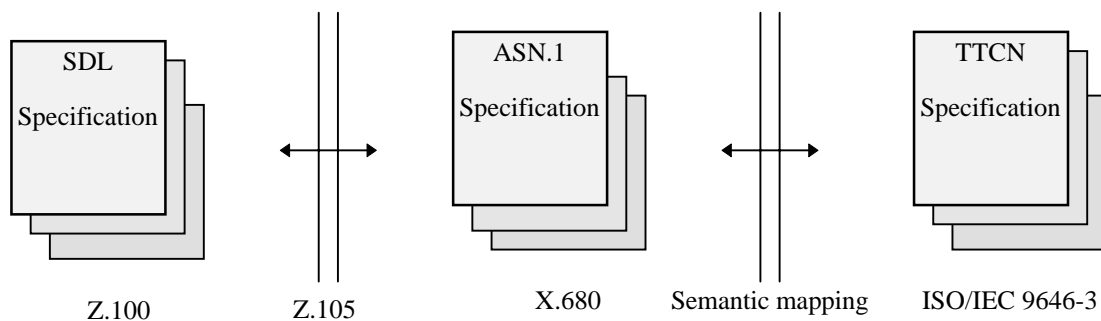 SDL
Specification
ASN.1
Specification
TTCN
Specification
Z.100
Z.105
X.680
Semantic mapping
ISO/IEC 9646-3